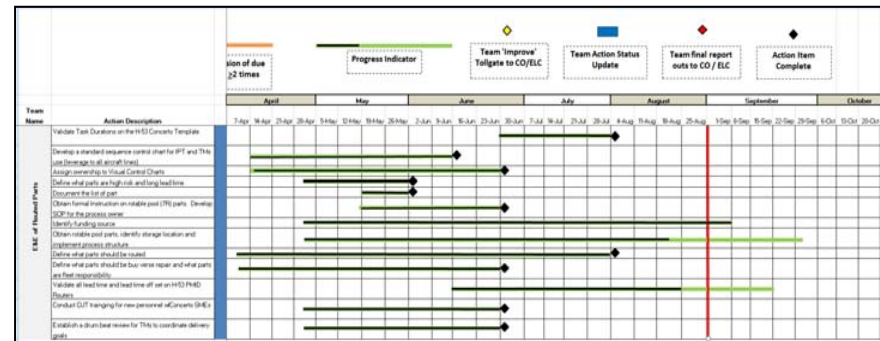 sion of due
≥2 times
Progress Indicator
Team 'Improve'
Tollgate to CO/ELC
Team Action Status
Update
Team final report
outs to CO / ELC
Action Item
Complete
April May June July August September October
Team
Name
Action Description
7-Apr 14-Apr 21-Apr 28-Apr 5-May 12-May 19-May 26-May 2-Jun 9-Jun 16-Jun 23-Jun 30-Jun 7-Jul 14-Jul 21-Jul 28-Jul 4-Aug 11-Aug 18-Aug 25-Aug 1-Sep 8-Sep 15-Sep 22-Sep 29-Sep 6-Oct 13-Oct 20-Oct
E&E of Routed Parts
Validate Task Durations on the H-53 Concerto Template
Develop a standard sequence control chart for IPT and TMs
use (leverage to all aircraft lines)
Assign ownership to Visual Control Charts
Define what parts are high risk and long lead time
Document the list of part
Obtain formal Instruction on rotable pool (7R) parts. Develop
SOP for the process owner
Identify funding source
Obtain rotable pool parts, identify storage location and
implement process structure
Define what parts should be routed
Define what parts should be buy verse repair and what parts
are fleet responsibility
Validate all lead time and lead time off set on H-53 PMID
Routers
Conduct OJT trainging for new personnel w/Concerto SMEs
Establish a drum beat review for TMs to coordinate delivery
goals